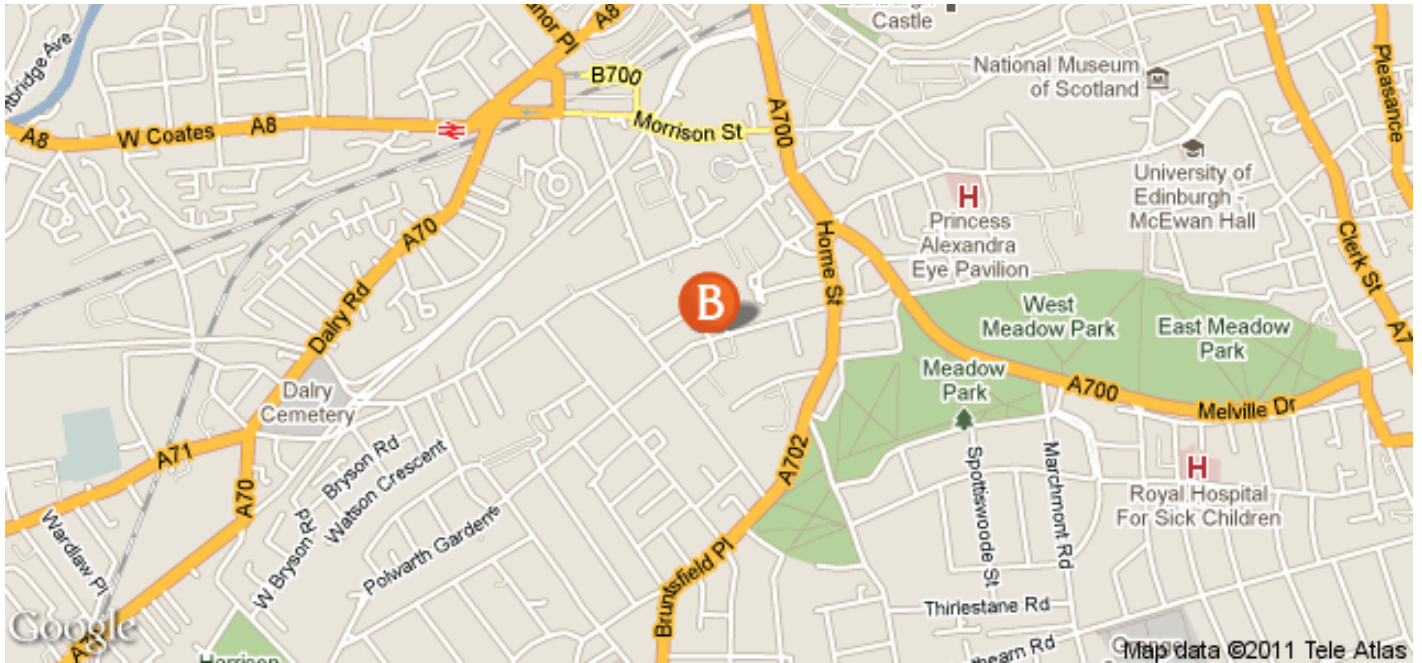 Castle
A8
B700
A700
Pleasance
National Museum
of Scotland
A8
W Coates
A8
Morrison St
University of
Edinburgh -
McEwan Hall
H
Princess
Alexandra
Eye Pavilion
A70
Home St
Clerk St
B
West
Meadow Park
East Meadow
Park
Dalry Rd
Meadow
Park
A700
Melville Dr
Dalry
Cemetery
A71
Bryson Rd
Watson Crescent
A702
H
Royal Hospital
For Sick Children
A70
Wardlaw Pl
W Bryson Rd
Polwarth Gardens
Spottiswoode St
Marchmont Rd
Bruntsfield Pl
Thirlestane Rd
Google
Map data ©2011 Tele Atlas